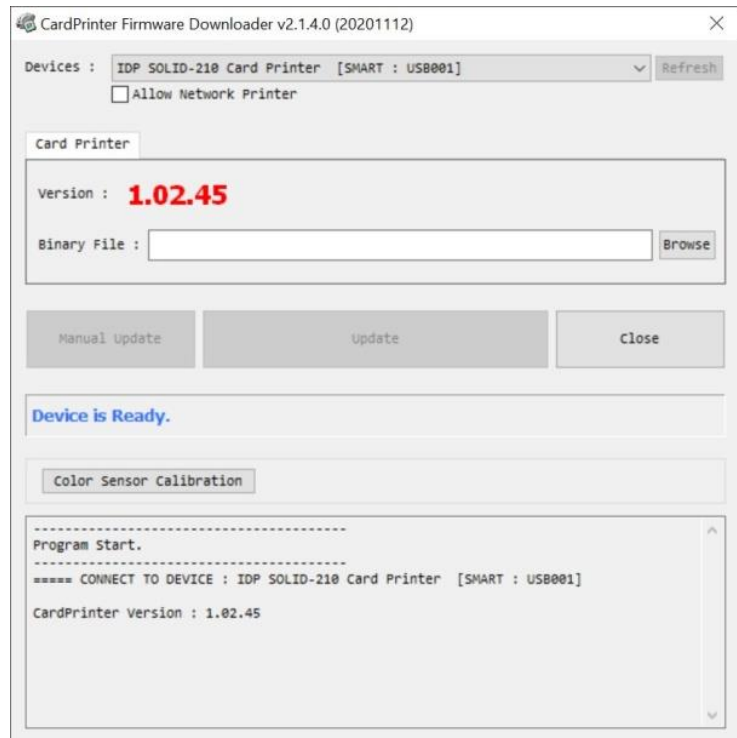 CardPrinter Firmware Downloader v2.1.4.0 (20201112)
Devices : IDP SOLID-210 Card Printer [SMART : USB001] Refresh
Allow Network Printer
Card Printer
Version : 1.02.45
Binary File : Browse
Manual Update Update Close
Device is Ready.
Color Sensor Calibration
----------------------------------------
Program Start.
----------------------------------------
===== CONNECT TO DEVICE : IDP SOLID-210 Card Printer [SMART : USB001]
CardPrinter Version : 1.02.45